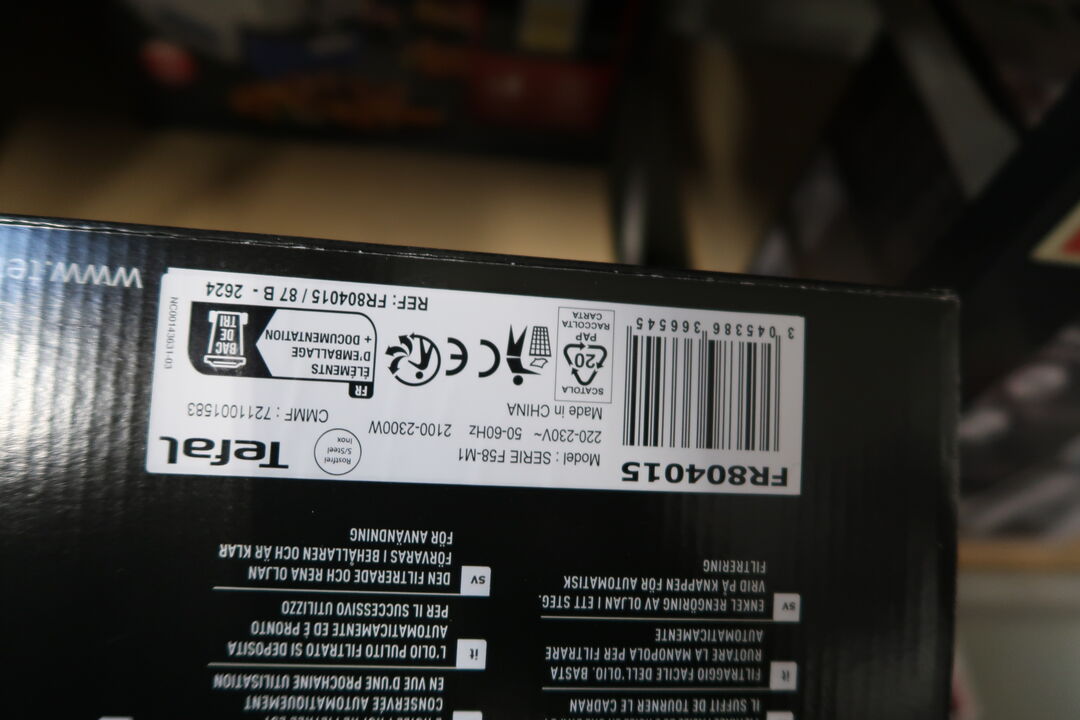 IL SUFFIT DE TOURNER LE CADRAN
it
FILTRAGGIO FACILE DELL'OLIO. BASTA
RUOTARE LA MANOPOLA PER FILTRARE
AUTOMATICAMENTE
sv
ENKEL RENGÖRING AV OLJAN I ETT STEG.
VRID PÅ KNAPPEN FÖR AUTOMATISK
FILTRERING
CONSERVÉE AUTOMATIQUEMENT
EN VUE D'UNE PROCHAINE UTILISATION
it
L'OLIO PULITO FILTRATO SI DEPOSITA
AUTOMATICAMENTE ED È PRONTO
PER IL SUCCESSIVO UTILIZZO
sv
DEN FILTRERADE OCH RENA OLJAN
FÖRVARAS I BEHÅLLAREN OCH ÄR KLAR
FÖR ANVÄNDNING
FR804015
3 045386 366545
Model : SERIE F58-M1
220-230V~ 50-60Hz 2100-2300W
Made in CHINA
CMMF : 7211001583
Rostfrei
S/Steel
Inox
Tefal
SCATOLA
20
PAP
RACCOLTA
CARTA
CE
FR
ÉLÉMENTS
D'EMBALLAGE
+ DOCUMENTATION
BAC
DE
TRI
REF: FR804015 / 87 B - 2624
NC00143631-03
www.te